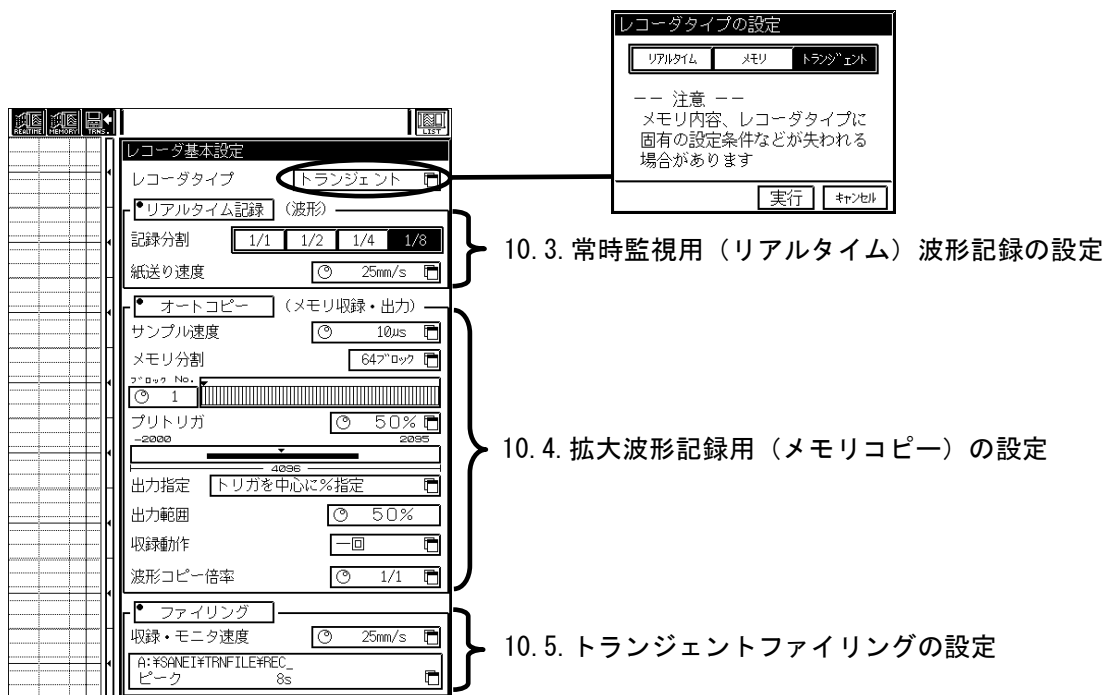 レコーダタイプの設定
リアルタイム メモリ トランジェント
−− 注意 −−
メモリ内容、レコーダタイプに
固有の設定条件などが失われる
場合があります
実行 キャンセル
REALTIME MEMORY TRNS. LIST
レコーダ基本設定
レコーダタイプ トランジェント
リアルタイム記録 (波形)
記録分割 1/1 1/2 1/4 1/8
紙送り速度 25mm/s
10.3.常時監視用（リアルタイム）波形記録の設定
オートコピー (メモリ収録・出力)
サンプル速度 10μs
メモリ分割 64ブロック
ブロック No.
1
プリトリガ 50%
-2000 2095
4096
出力指定 トリガを中心に%指定
出力範囲 50%
収録動作 一回
波形コピー倍率 1/1
10.4.拡大波形記録用（メモリコピー）の設定
ファイリング
収録・モニタ速度 25mm/s
A:¥SANEI¥TRNFILE¥REC_
ピーク 8s
10.5.トランジェントファイリングの設定